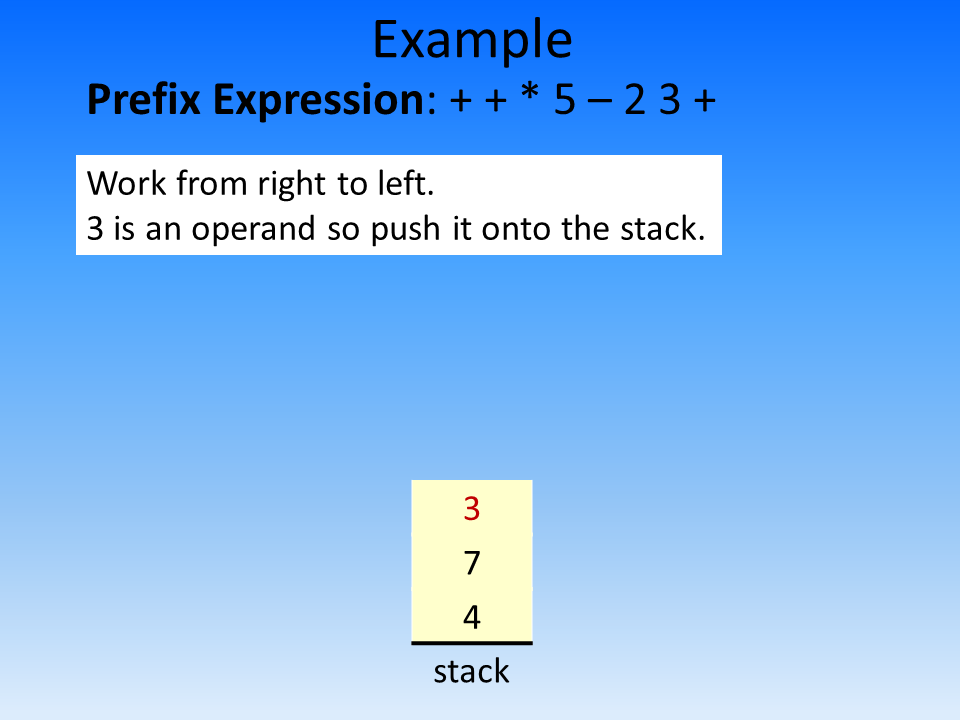 Example
Prefix Expression: + + * 5 – 2 3 +
Work from right to left.
3 is an operand so push it onto the stack.
3
7
4
stack